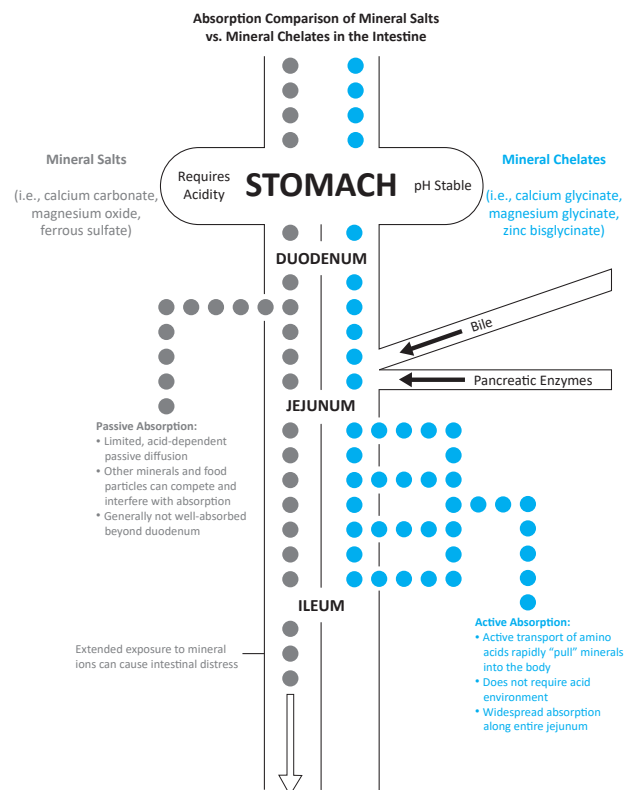 Absorption Comparison of Mineral Salts
vs. Mineral Chelates in the Intestine
Mineral Salts
(i.e., calcium carbonate,
magnesium oxide,
ferrous sulfate)
Requires
Acidity
STOMACH
pH Stable
Mineral Chelates
(i.e., calcium glycinate,
magnesium glycinate,
zinc bisglycinate)
DUODENUM
Bile
Pancreatic Enzymes
JEJUNUM
Passive Absorption:
• Limited, acid-dependent
passive diffusion
• Other minerals and food
particles can compete and
interfere with absorption
• Generally not well-absorbed
beyond duodenum
ILEUM
Extended exposure to mineral
ions can cause intestinal distress
Active Absorption:
• Active transport of amino
acids rapidly “pull” minerals
into the body
• Does not require acid
environment
• Widespread absorption
along entire jejunum